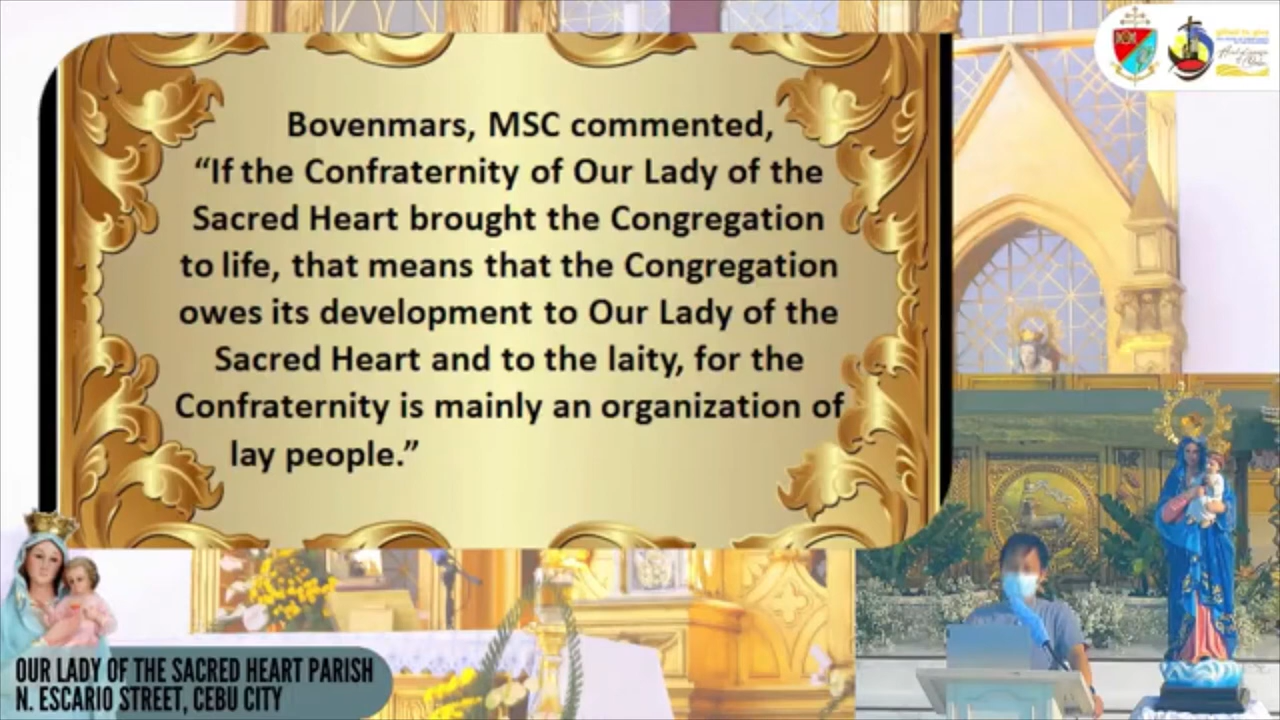 Bovenmars, MSC commented,
“If the Confraternity of Our Lady of the
Sacred Heart brought the Congregation
to life, that means that the Congregation
owes its development to Our Lady of the
Sacred Heart and to the laity, for the
Confraternity is mainly an organization of
lay people.”
gifted to give
OUR LADY OF THE SACRED HEART PARISH
N. ESCARIO STREET, CEBU CITY